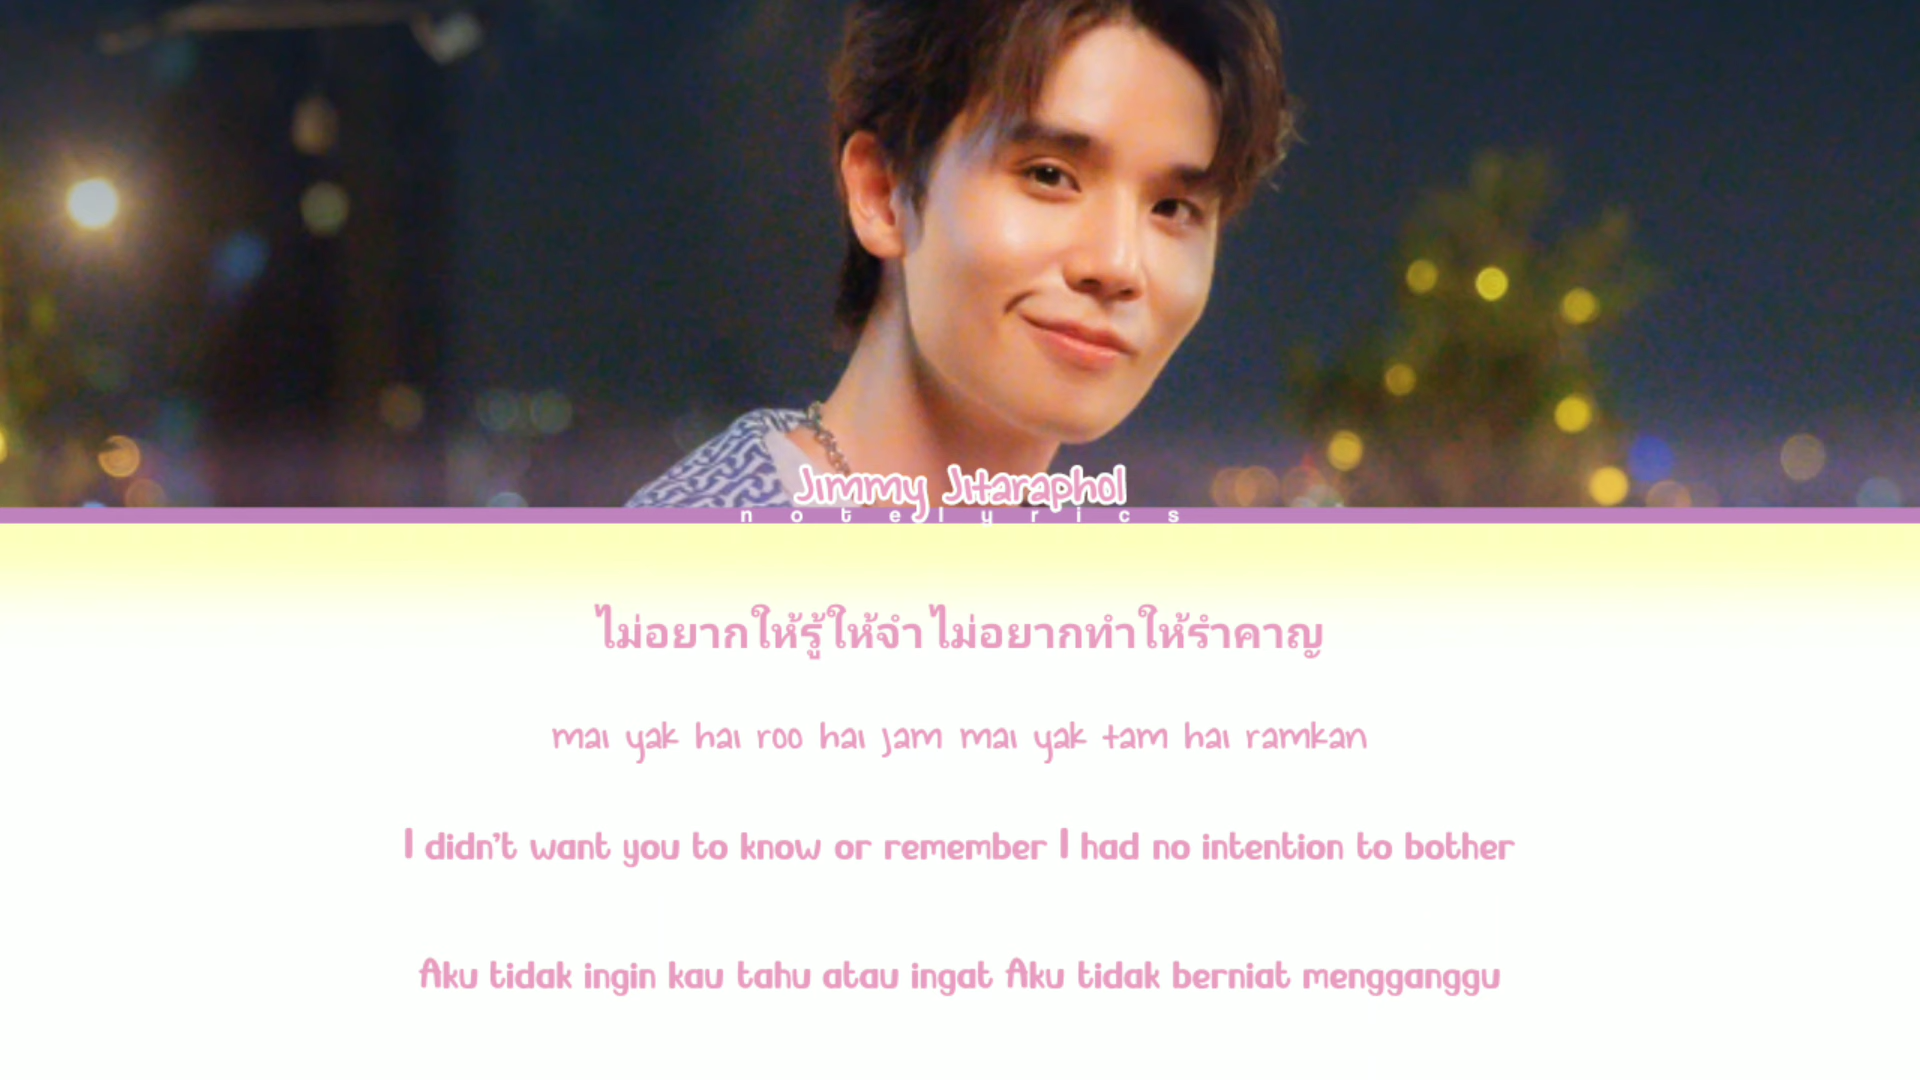 Jimmy Jitaraphol
notelyrics
ไม่อยากให้รู้ให้จำ ไม่อยากทำให้รำคาญ
mai yak hai roo hai jam mai yak tam hai ramkan
I didn't want you to know or remember I had no intention to bother
Aku tidak ingin kau tahu atau ingat Aku tidak berniat mengganggu